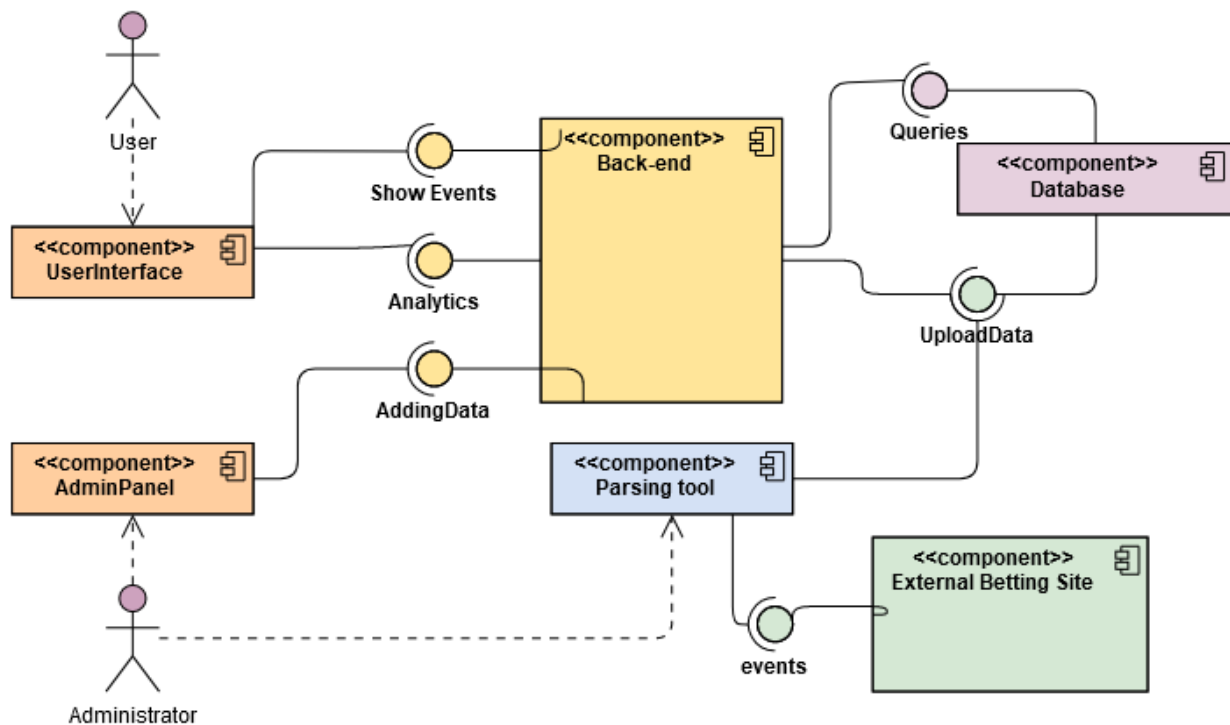 User
<<component>>
UserInterface
Show Events
Analytics
AddingData
<<component>>
Back-end
Queries
<<component>>
Database
UploadData
<<component>>
AdminPanel
<<component>>
Parsing tool
<<component>>
External Betting Site
events
Administrator